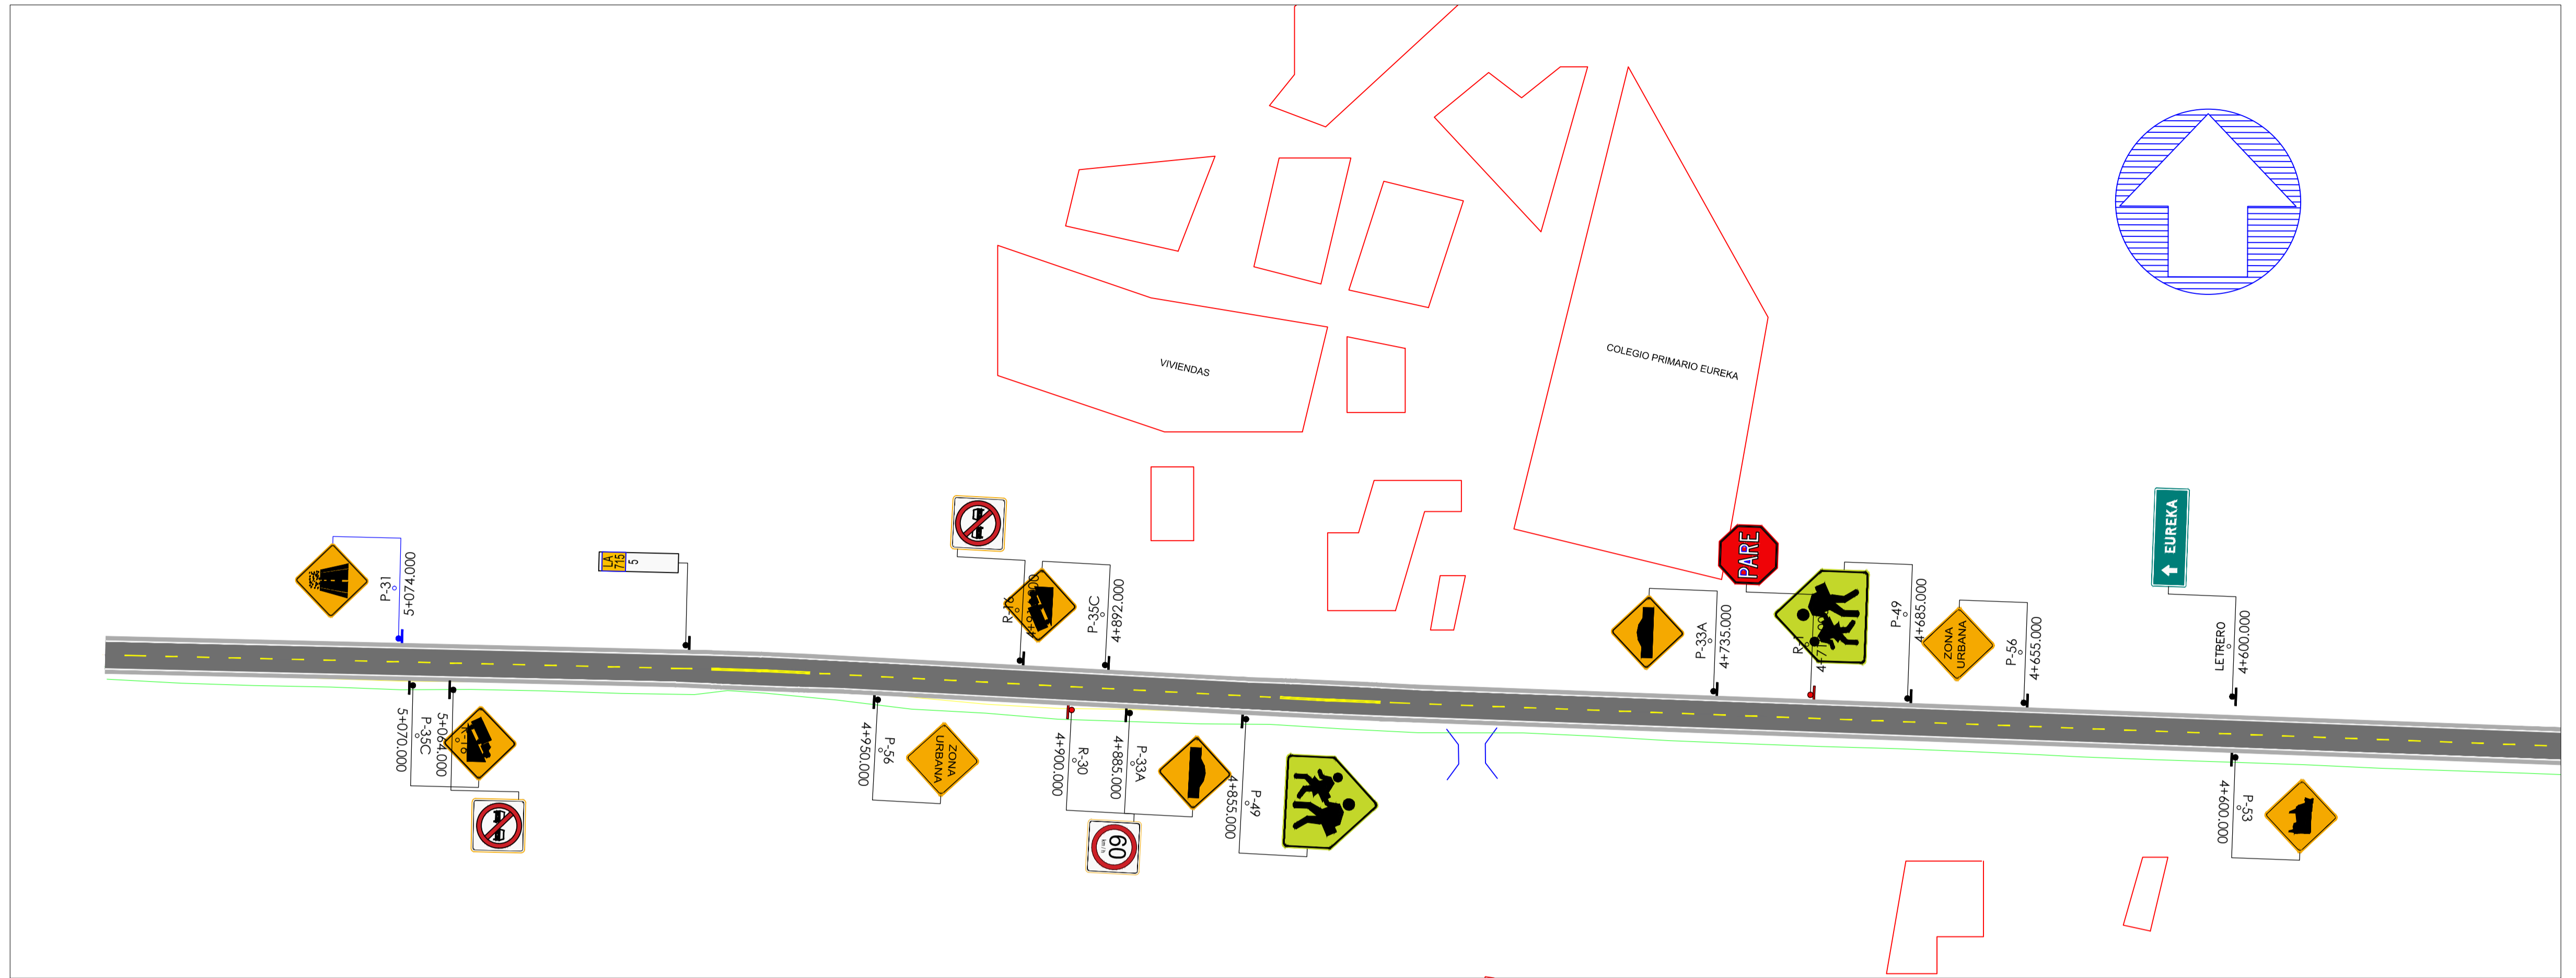 VIVIENDAS
COLEGIO PRIMARIO EUREKA
EUREKA
LETRERO
4+600.000
PARE
ZONA
URBANA
P-56
4+655.000
P-49
4+685.000
P-33A
4+735.000
P-35C
4+892.000
R-16
LA
715
5
P-31
5+074.000
5+070.000
P-35C
5+064.000
R-16
4+950.000
P-56
ZONA
URBANA
4+900.000
R-30
60
km/h
4+885.000
P-33A
4+855.000
P-49
4+600.000
P-53